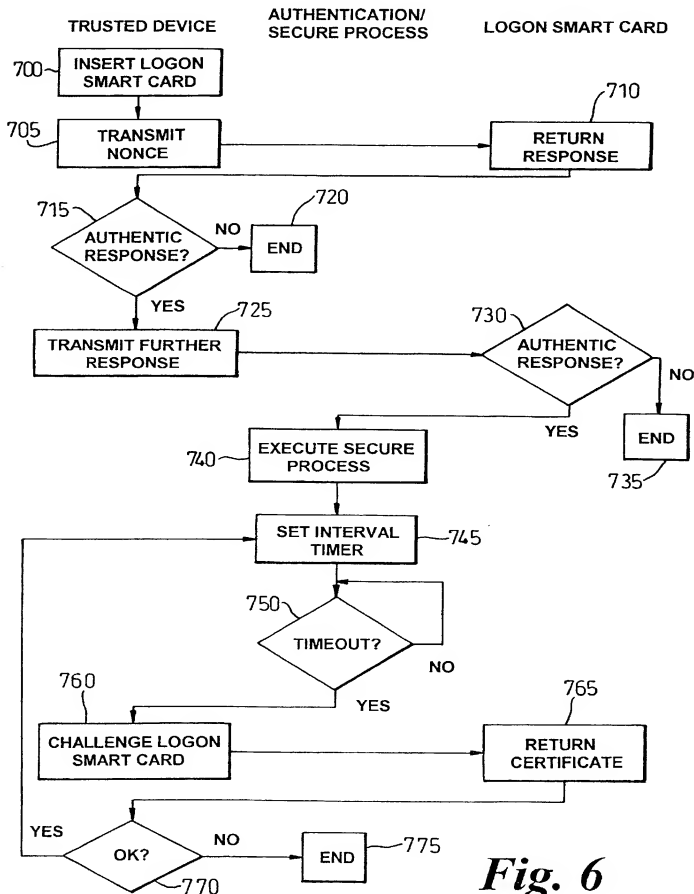 TRUSTED DEVICE
AUTHENTICATION/
SECURE PROCESS
LOGON SMART CARD
700
INSERT LOGON
SMART CARD
705
TRANSMIT
NONCE
710
RETURN
RESPONSE
715
AUTHENTIC
RESPONSE?
NO
720
END
YES
725
TRANSMIT FURTHER
RESPONSE
730
AUTHENTIC
RESPONSE?
NO
YES
END
735
740
EXECUTE SECURE
PROCESS
SET INTERVAL
TIMER
745
750
TIMEOUT?
NO
YES
760
CHALLENGE LOGON
SMART CARD
765
RETURN
CERTIFICATE
YES
OK?
NO
770
END
775
Fig. 6